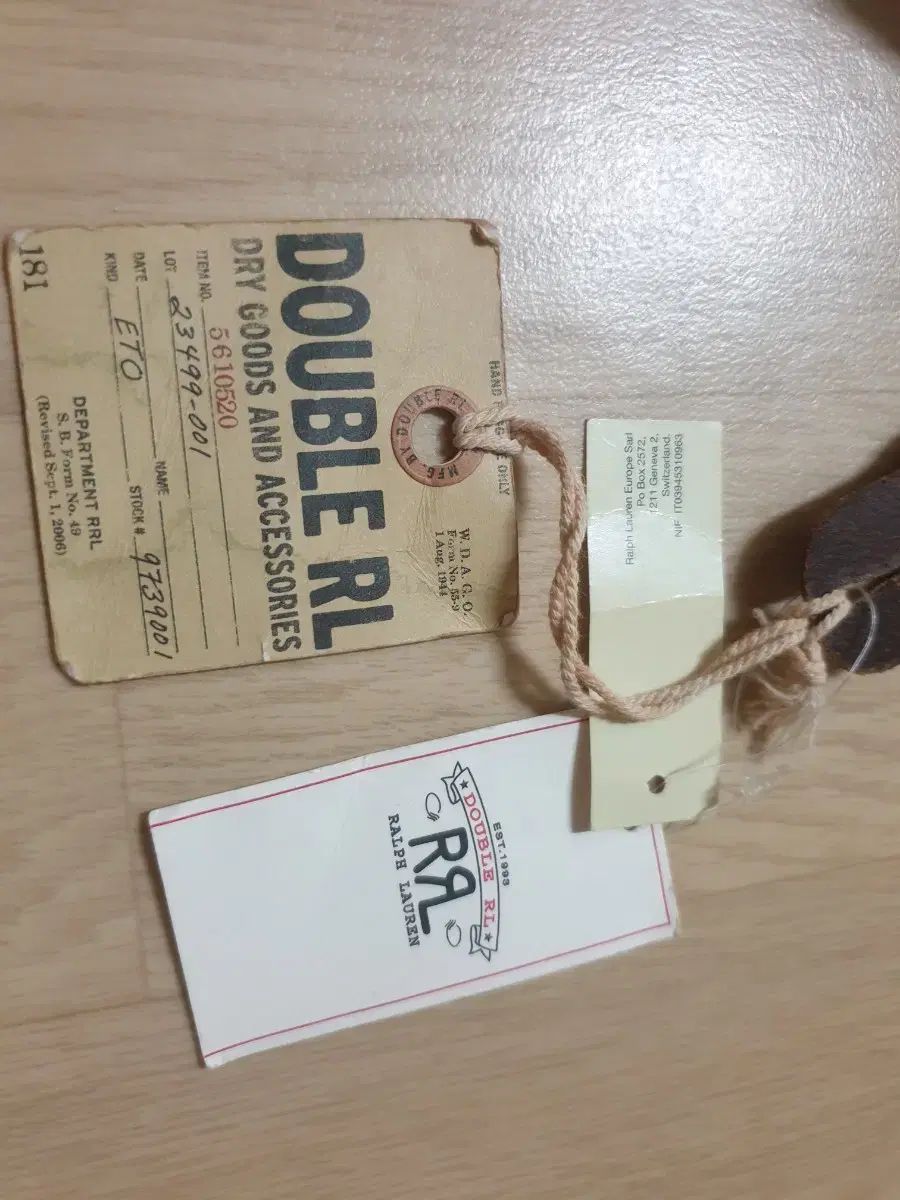 HAND
ONLY
W. D. A. G. O.
Form No. 55-9
1 Aug. 1944
MFG BY DOUBLE RL
DOUBLE RL
DRY GOODS AND ACCESSORIES
ITEM NO. 5610520
LOT 23499-001
NAME
DATE
STOCK # 9739001
KIND ETO
DEPARTMENT RRL
S. B. Form No. 49
(Revised Sept. 1, 2006)
181
Ralph Lauren Europe Sarl
Po Box 2572,
1211 Geneva 2,
Switzerland.
NIF IT03945310963
EST. 1993
DOUBLE RL
RRL
RALPH LAUREN